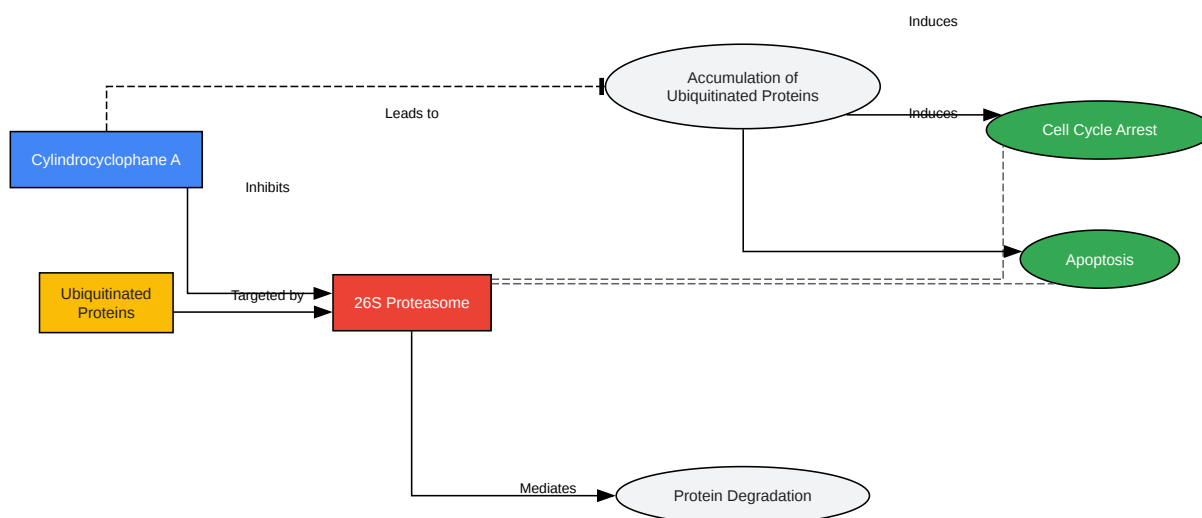 Induces
Accumulation of
Ubiquitinated Proteins
Leads to
Induces
Cell Cycle Arrest
Cylindrocyclophane A
Inhibits
Apoptosis
Ubiquitinated
Proteins
Targeted by
26S Proteasome
Mediates
Protein Degradation